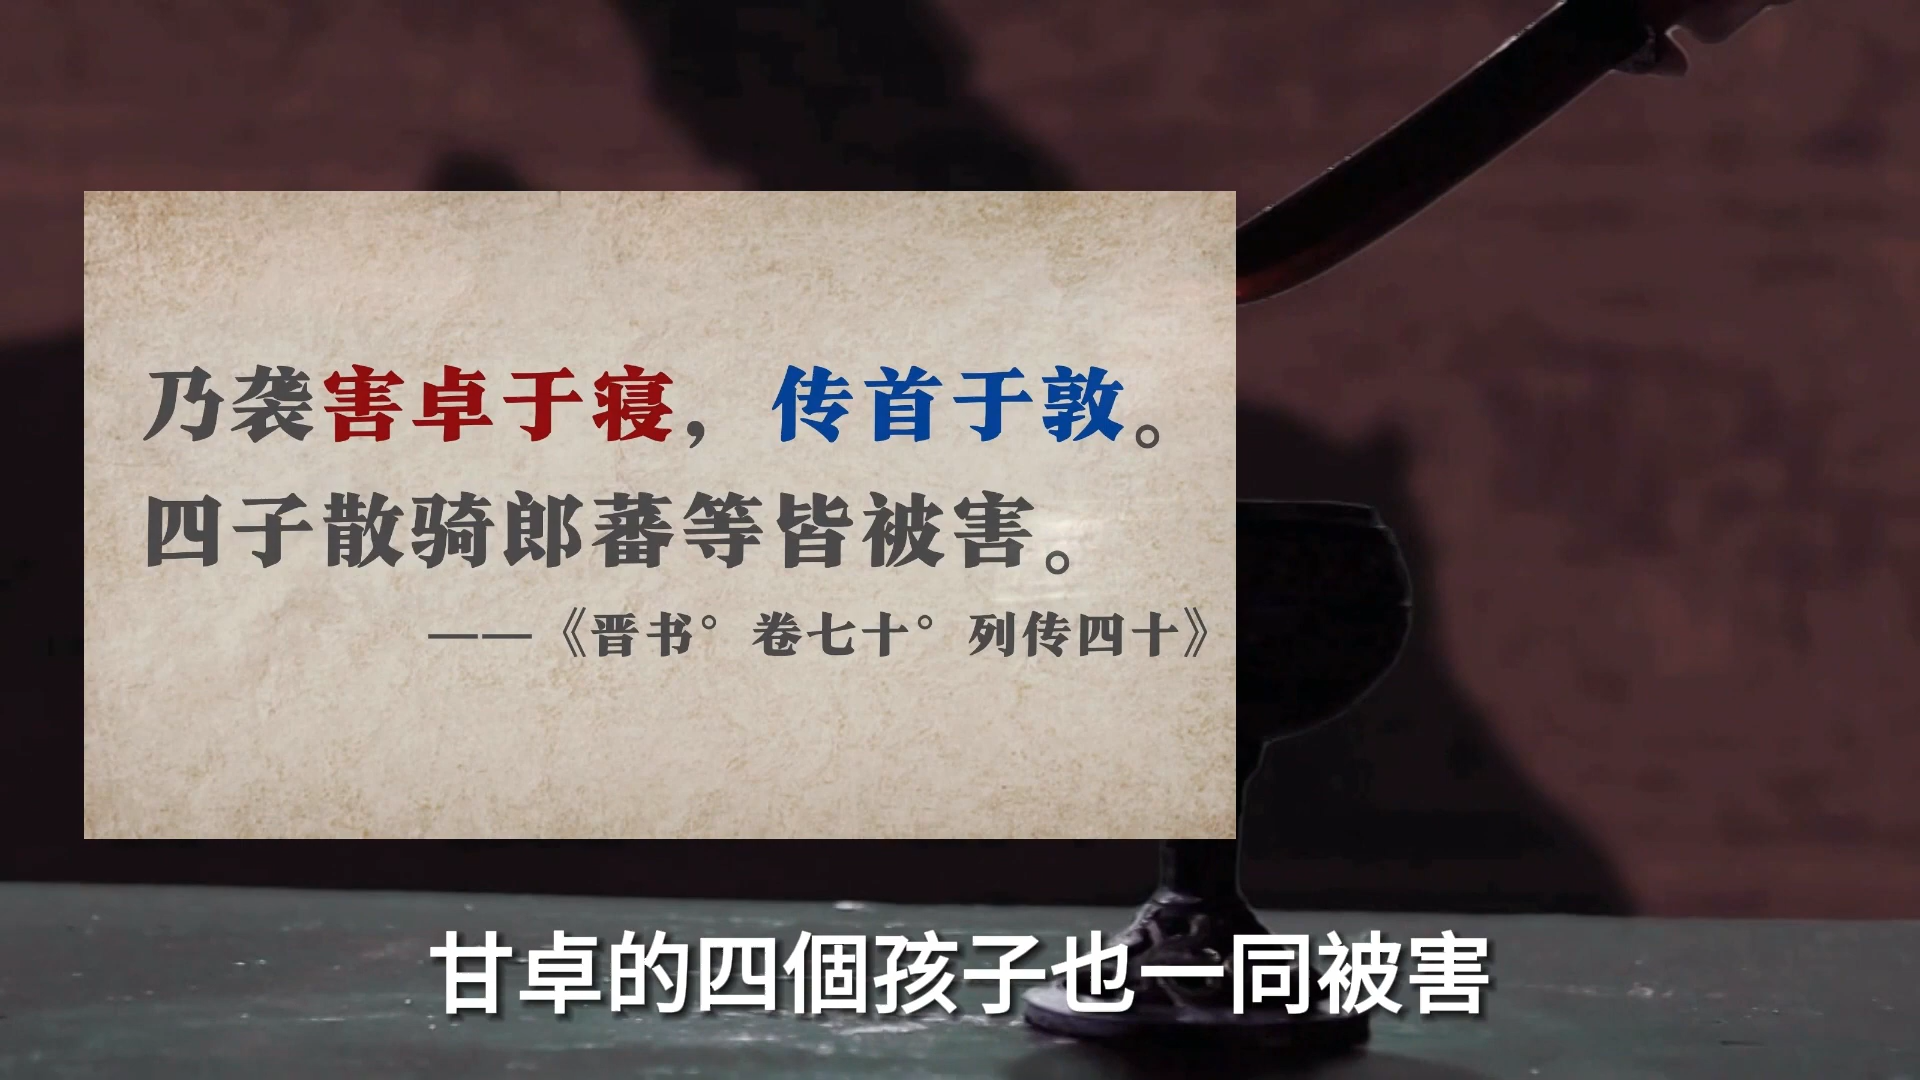 乃袭害卓于寝，传首于敦。
四子散骑郎蕃等皆被害。
——《晋书°卷七十°列传四十》
甘卓的四個孩子也一同被害